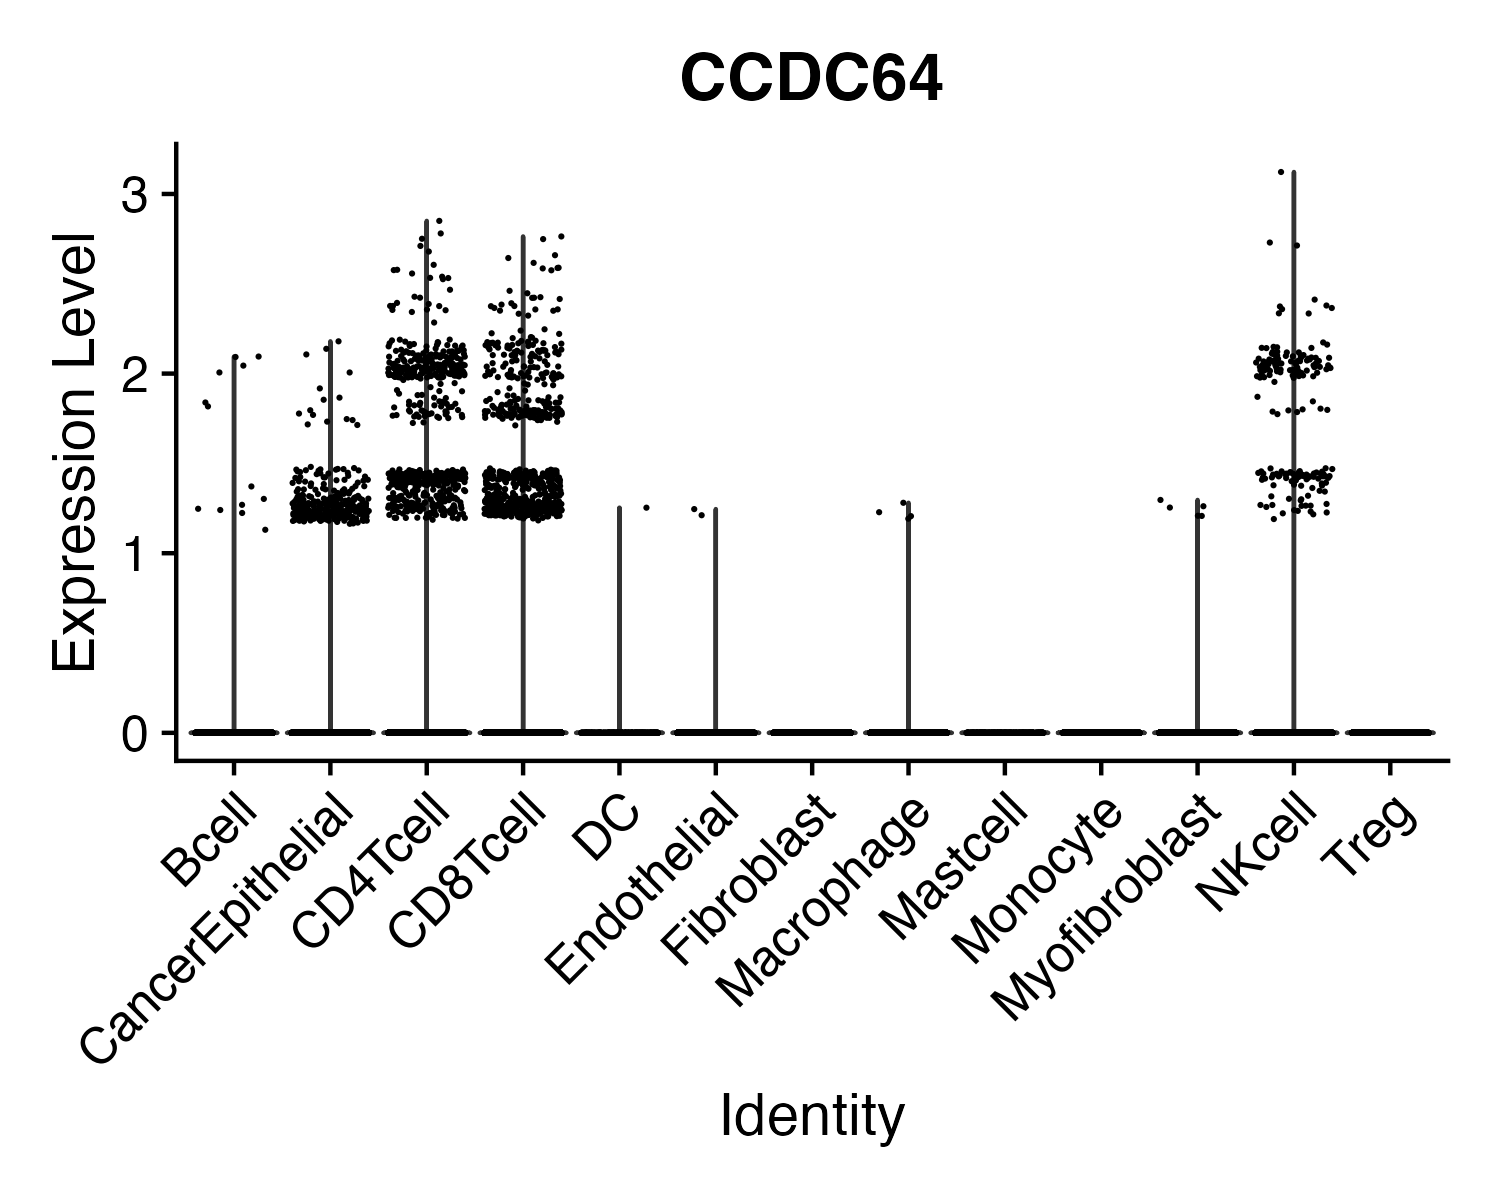 CCDC64
Expression Level
3
2
1
0
Bcell
CancerEpithelial
CD4Tcell
CD8Tcell
DC
Endothelial
Fibroblast
Macrophage
Mastcell
Monocyte
Myofibroblast
NKcell
Treg
Identity